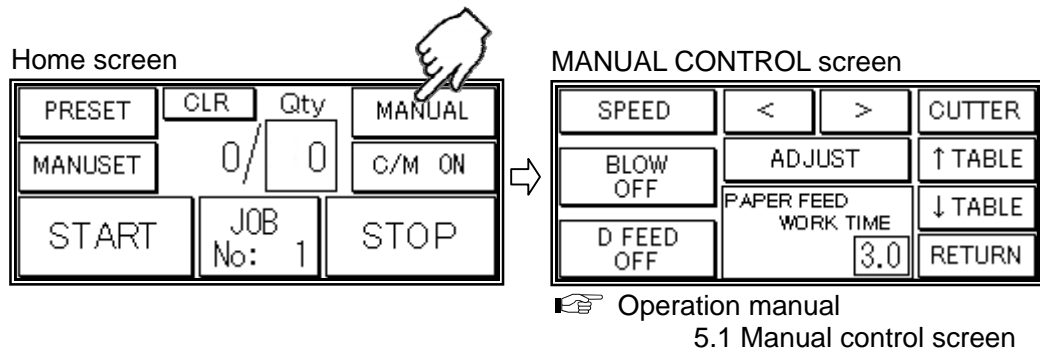 Home screen
PRESET CLR Qty MANUAL
MANUSET 0/ 0 C/M ON
START JOB No: 1 STOP
MANUAL CONTROL screen
SPEED < > CUTTER
BLOW OFF ADJUST ↑TABLE
PAPER FEED WORK TIME ↓TABLE
D FEED OFF 3.0 RETURN
☞ Operation manual
5.1 Manual control screen